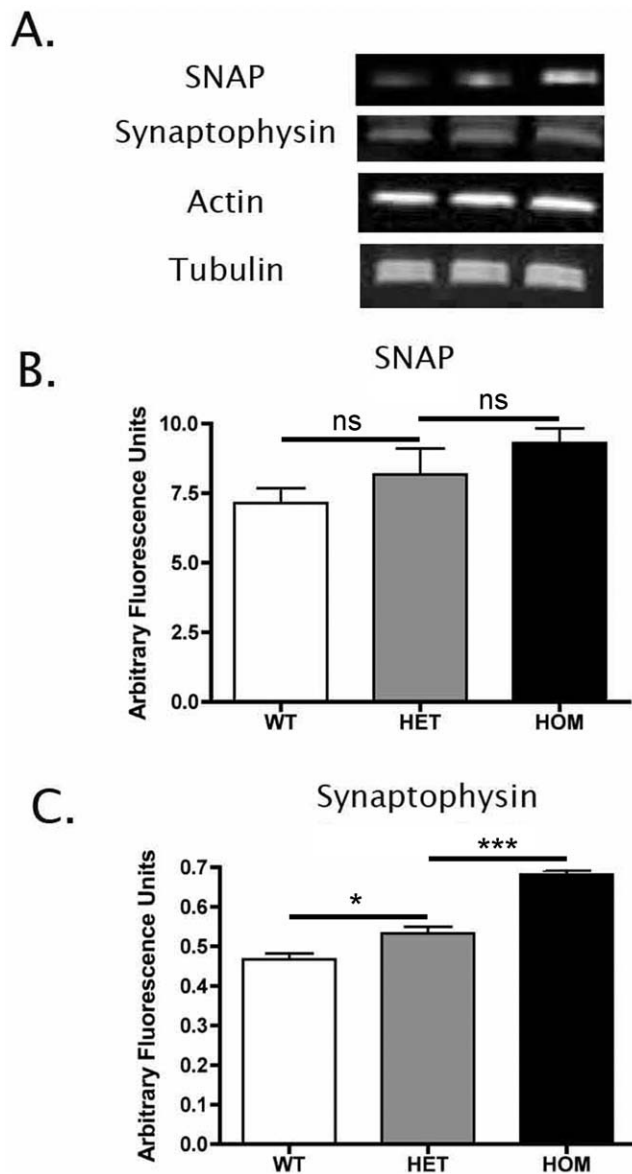 A.
SNAP
Synaptophysin
Actin
Tubulin
B.
SNAP
Arbitrary Fluorescence Units
10.0
7.5
5.0
2.5
0.0
ns
ns
WT HET HOM
C.
Synaptophysin
Arbitrary Fluorescence Units
0.7
0.6
0.5
0.4
0.3
0.2
0.1
0.0
*
***
WT HET HOM